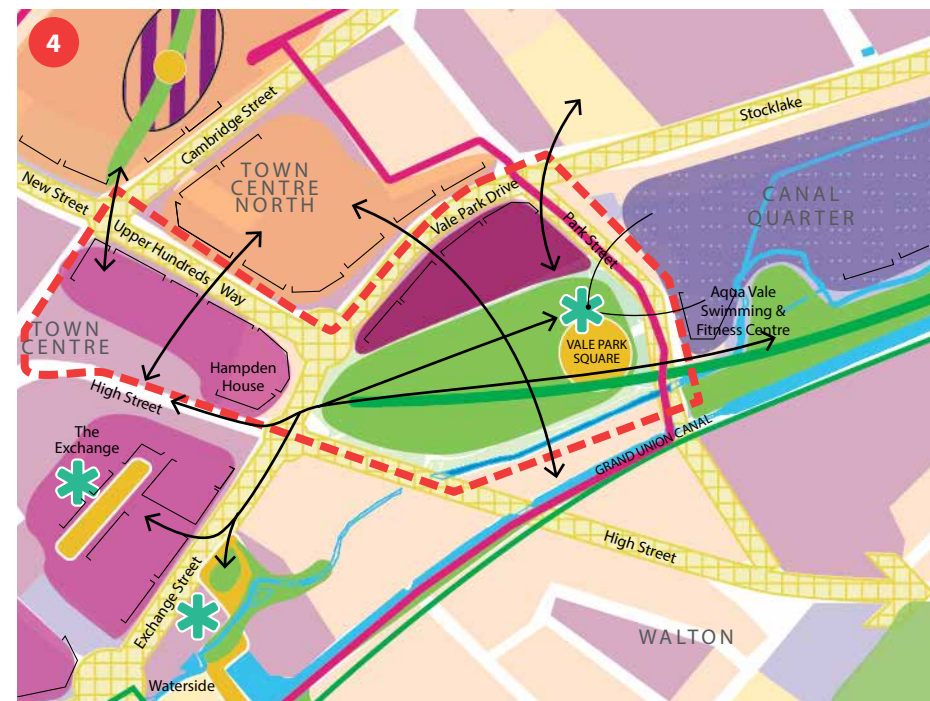 4
Cambridge Street
Stocklake
TOWN
CENTRE
NORTH
New Street
Vale Park Drive
CANAL
QUARTER
Upper Hundreds Way
Park Street
Aqua Vale
Swimming &
Fitness Centre
TOWN
CENTRE
VALE PARK
SQUARE
Hampden
House
High Street
The
Exchange
GRAND UNION CANAL
High Street
Exchange Street
WALTON
Waterside